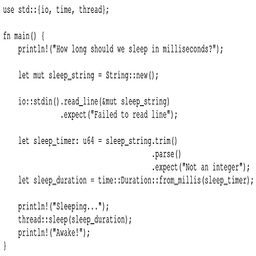 use std::{io, time, thread};

fn main() {
    println!("How long should we sleep in milliseconds?");

    let mut sleep_string = String::new();

    io::stdin().read_line(&mut sleep_string)
            .expect("Failed to read line");

    let sleep_timer: u64 = sleep_string.trim()
                                .parse()
                                .expect("Not an integer");
    let sleep_duration = time::Duration::from_millis(sleep_timer);

    println!("Sleeping...");
    thread::sleep(sleep_duration);
    println!("Awake!");
}